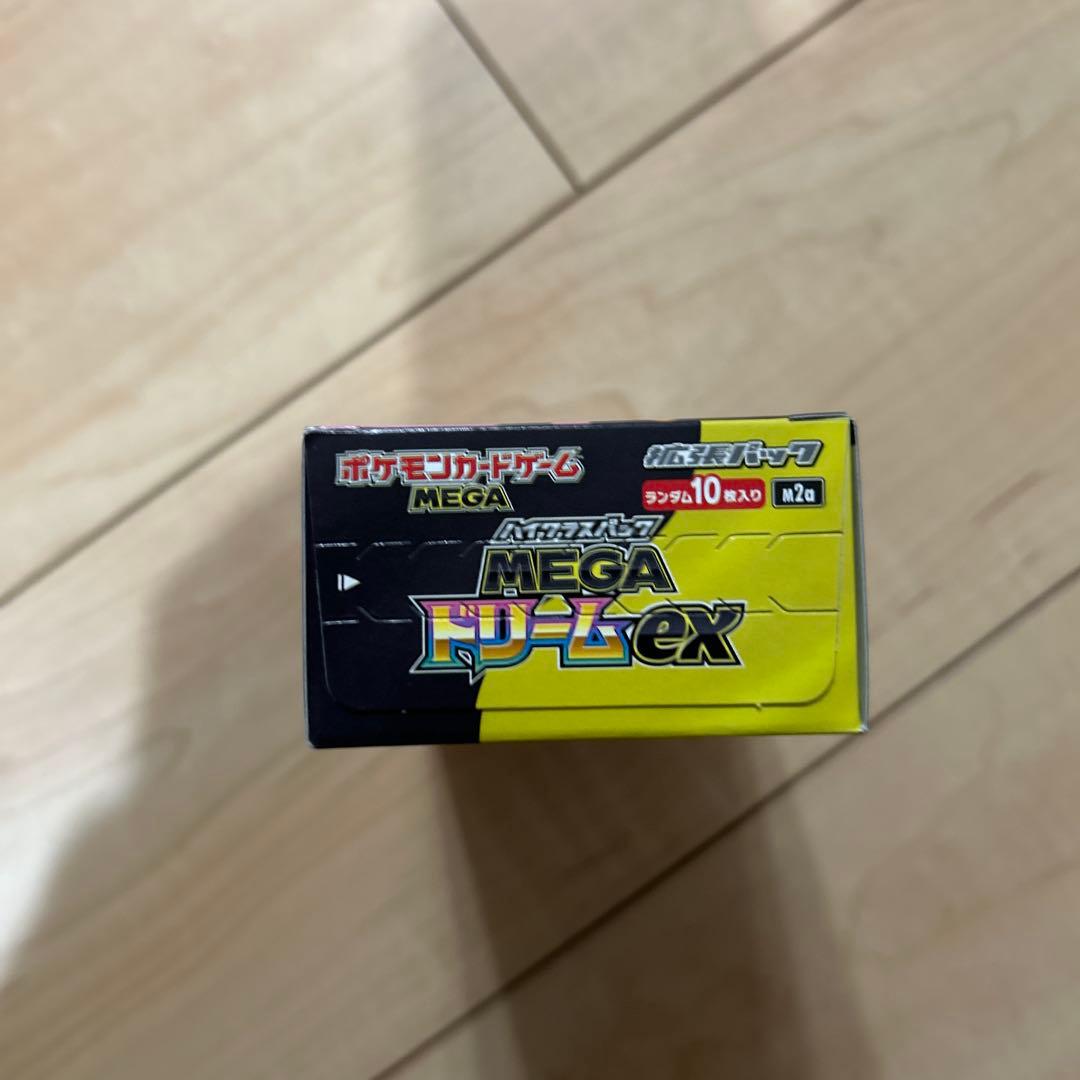 ポケモンカードゲーム
MEGA
拡張パック
ランダム10枚入り
M2a
ハイクラスパック
MEGA
ドリームex